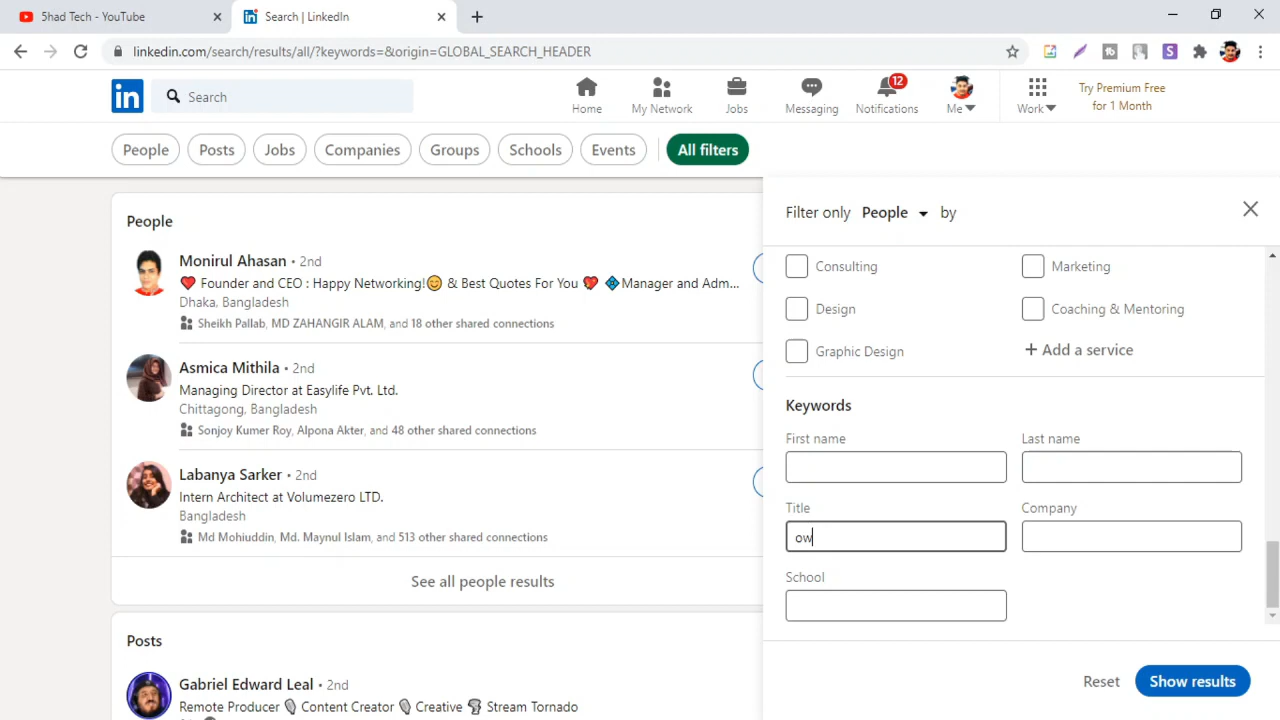 5had Tech - YouTube
Search | LinkedIn
linkedin.com/search/results/all/?keywords=&origin=GLOBAL_SEARCH_HEADER
in
Search
Home
My Network
Jobs
Messaging
12
Notifications
Me
Work
Try Premium Free
for 1 Month
People
Posts
Jobs
Companies
Groups
Schools
Events
All filters
People
Monirul Ahasan • 2nd
❤️ Founder and CEO : Happy Networking!😊 & Best Quotes For You 💖 💠Manager and Adm...
Dhaka, Bangladesh
Sheikh Pallab, MD ZAHANGIR ALAM, and 18 other shared connections
Asmica Mithila • 2nd
Managing Director at Easylife Pvt. Ltd.
Chittagong, Bangladesh
Sonjoy Kumer Roy, Alpona Akter, and 48 other shared connections
Labanya Sarker • 2nd
Intern Architect at Volumezero LTD.
Bangladesh
Md Mohiuddin, Md. Maynul Islam, and 513 other shared connections
See all people results
Posts
Gabriel Edward Leal • 2nd
Remote Producer 🎙 Content Creator 🎙 Creative 🌪 Stream Tornado
Filter only People by
Consulting
Marketing
Design
Coaching & Mentoring
Graphic Design
+ Add a service
Keywords
First name
Last name
Title
Company
ow
School
Reset
Show results